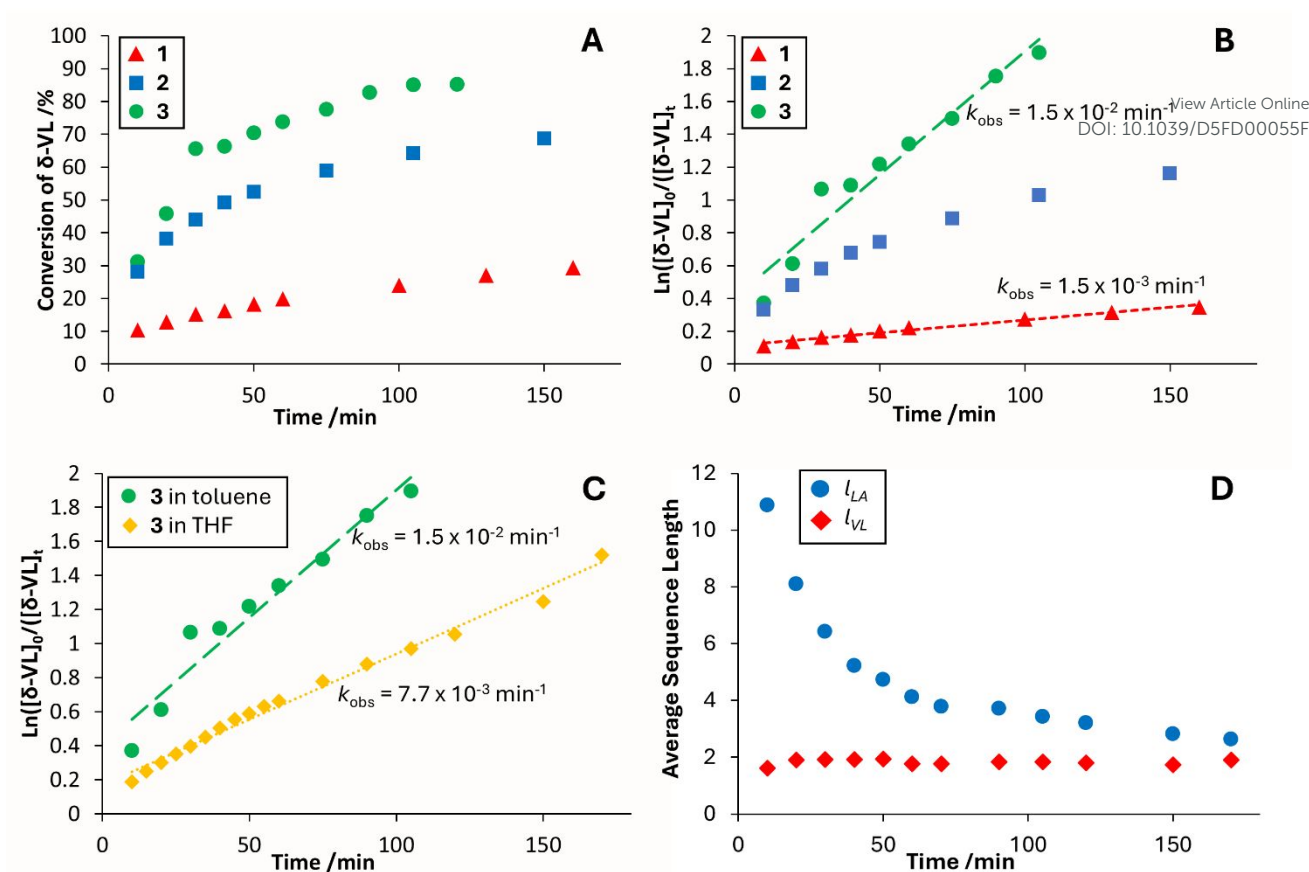 A
Conversion of δ-VL /%
100
90
80
70
60
50
40
30
20
10
0
1
2
3
0
50
100
150
Time /min
B
Ln([δ-VL]0/([δ-VL]t
2
1.8
1.6
1.4
1.2
1
0.8
0.6
0.4
0.2
0
1
2
3
kobs = 1.5 x 10-2 min-1
kobs = 1.5 x 10-3 min-1
0
50
100
150
Time /min
View Article Online
DOI: 10.1039/D5FD00055F
C
Ln([δ-VL]0/([δ-VL]t
2
1.8
1.6
1.4
1.2
1
0.8
0.6
0.4
0.2
0
3 in toluene
3 in THF
kobs = 1.5 x 10-2 min-1
kobs = 7.7 x 10-3 min-1
0
50
100
150
Time /min
D
Average Sequence Length
12
10
8
6
4
2
0
lLA
lVL
0
50
100
150
Time /min